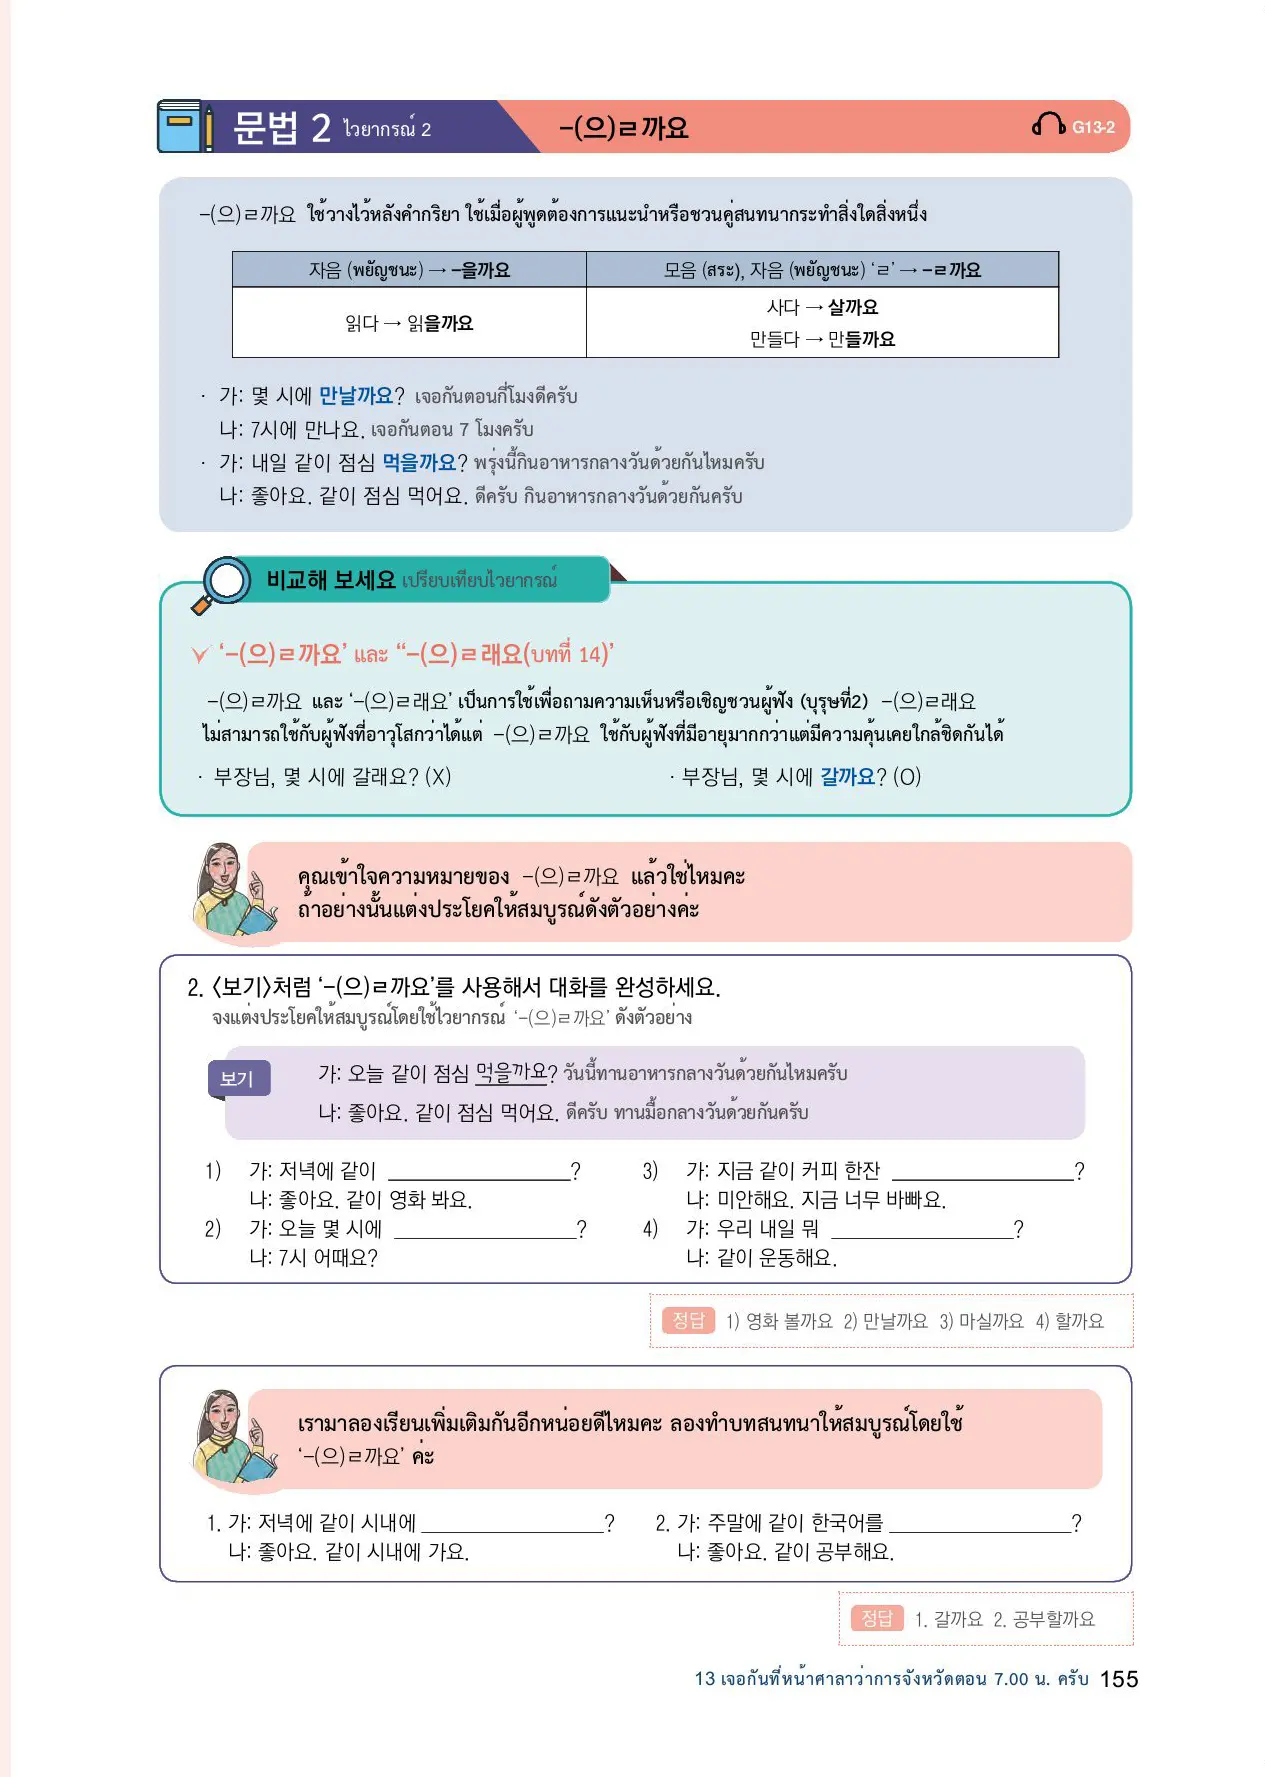 문법 2 ไวยากรณ์ 2 -(으)ㄹ까요 G13-2
-(으)ㄹ까요 ใช้วางไว้หลังคำกริยา ใช้เมื่อผู้พูดต้องการแนะนำหรือชวนคู่สนทนากระทำสิ่งใดสิ่งหนึ่ง
자음 (พยัญชนะ) → -을까요 모음 (สระ), 자음 (พยัญชนะ) ‘ㄹ’ → -ㄹ까요
읽다 → 읽을까요
사다 → 살까요
만들다 → 만들까요
· 가: 몇 시에 만날까요? เจอกันตอนกี่โมงดีครับ
나: 7시에 만나요. เจอกันตอน 7 โมงครับ
· 가: 내일 같이 점심 먹을까요? พรุ่งนี้กินอาหารกลางวันด้วยกันไหมครับ
나: 좋아요. 같이 점심 먹어요. ดีครับ กินอาหารกลางวันด้วยกันครับ
비교해 보세요 เปรียบเทียบไวยากรณ์
‘-(으)ㄹ까요’ และ “-(으)ㄹ래요(บทที่ 14)’
-(으)ㄹ까요 และ ‘-(으)ㄹ래요’ เป็นการใช้เพื่อถามความเห็นหรือเชิญชวนผู้ฟัง (บุรุษที่2) -(으)ㄹ래요
ไม่สามารถใช้กับผู้ฟังที่อาวุโสกว่าได้แต่ -(으)ㄹ까요 ใช้กับผู้ฟังที่มีอายุมากกว่าแต่มีความคุ้นเคยใกล้ชิดกันได้
· 부장님, 몇 시에 갈래요? (X) · 부장님, 몇 시에 갈까요? (O)
คุณเข้าใจความหมายของ -(으)ㄹ까요 แล้วใช่ไหมคะ
ถ้าอย่างนั้นแต่งประโยคให้สมบูรณ์ดังตัวอย่างค่ะ
2. <보기>처럼 ‘-(으)ㄹ까요’를 사용해서 대화를 완성하세요.
จงแต่งประโยคให้สมบูรณ์โดยใช้ไวยากรณ์ ‘-(으)ㄹ까요’ ดังตัวอย่าง
보기
가: 오늘 같이 점심 먹을까요? วันนี้ทานอาหารกลางวันด้วยกันไหมครับ
나: 좋아요. 같이 점심 먹어요. ดีครับ ทานมื้อกลางวันด้วยกันครับ
1) 가: 저녁에 같이 ____________?
나: 좋아요. 같이 영화 봐요.
2) 가: 오늘 몇 시에 ____________?
나: 7시 어때요?
3) 가: 지금 같이 커피 한잔 ____________?
나: 미안해요. 지금 너무 바빠요.
4) 가: 우리 내일 뭐 ____________?
나: 같이 운동해요.
정답 1) 영화 볼까요 2) 만날까요 3) 마실까요 4) 할까요
เรามาลองเรียนเพิ่มเติมกันอีกหน่อยดีไหมคะ ลองทำบทสนทนาให้สมบูรณ์โดยใช้
‘-(으)ㄹ까요’ ค่ะ
1. 가: 저녁에 같이 시내에 ____________?
나: 좋아요. 같이 시내에 가요.
2. 가: 주말에 같이 한국어를 ____________?
나: 좋아요. 같이 공부해요.
정답 1. 갈까요 2. 공부할까요
13 เจอกันที่หน้าศาลาว่าการจังหวัดตอน 7.00 น. ครับ 155